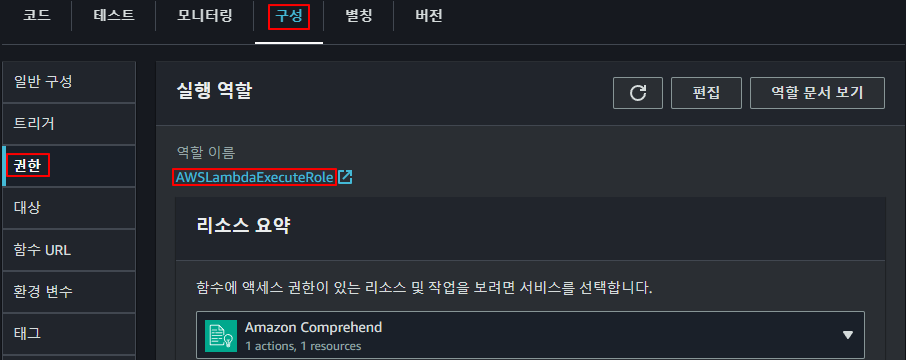 코드 테스트 모니터링 구성 별칭 버전
일반 구성
트리거
권한
대상
함수 URL
환경 변수
태그
실행 역할 편집 역할 문서 보기
역할 이름
AWSLambdaExecuteRole
리소스 요약
함수에 액세스 권한이 있는 리소스 및 작업을 보려면 서비스를 선택합니다.
Amazon Comprehend
1 actions, 1 resources